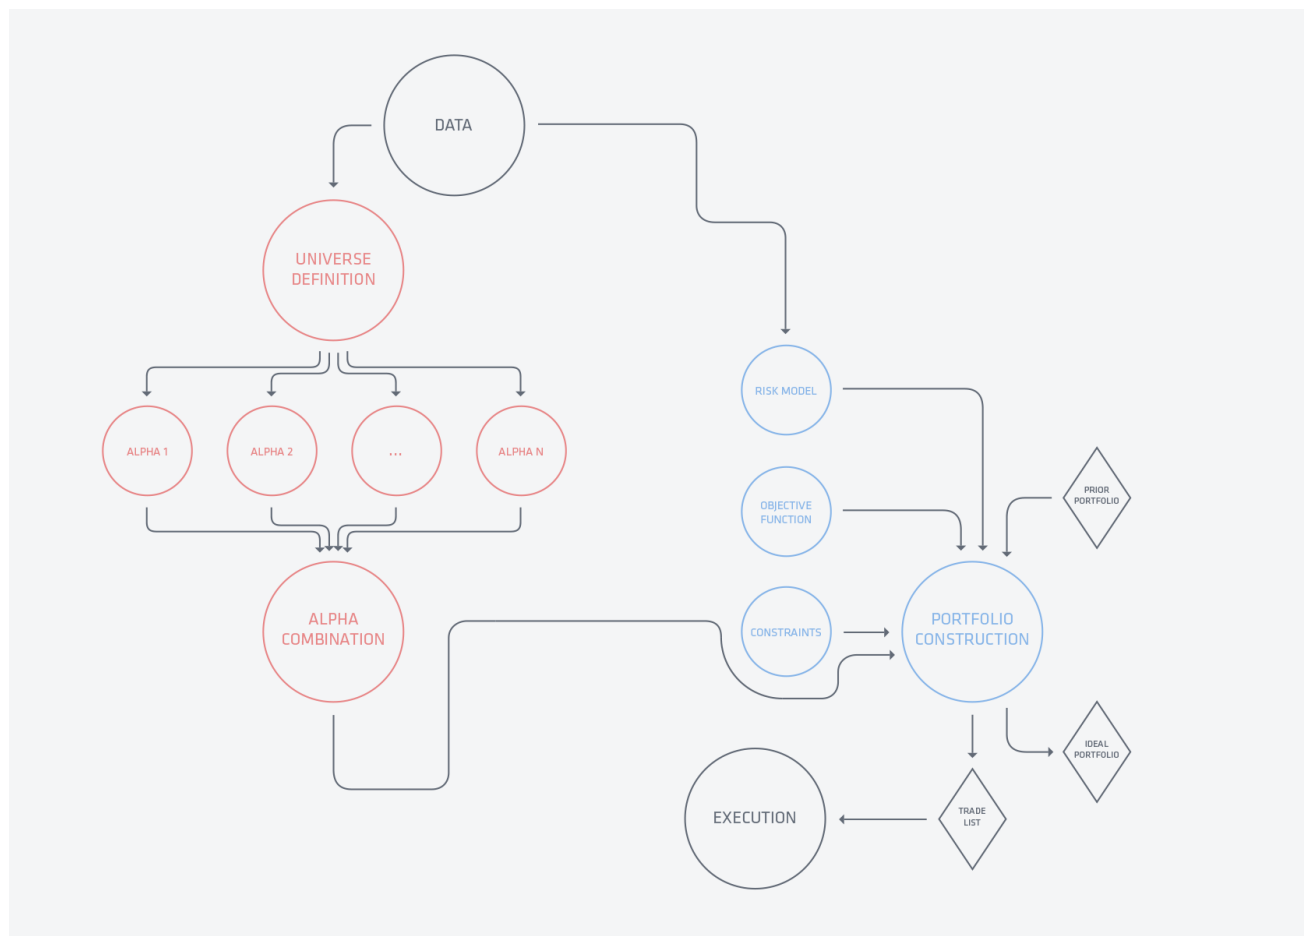 DATA
UNIVERSE
DEFINITION
ALPHA 1
ALPHA 2
...
ALPHA N
ALPHA
COMBINATION
RISK MODEL
OBJECTIVE
FUNCTION
CONSTRAINTS
PRIOR
PORTFOLIO
PORTFOLIO
CONSTRUCTION
IDEAL
PORTFOLIO
TRADE
LIST
EXECUTION